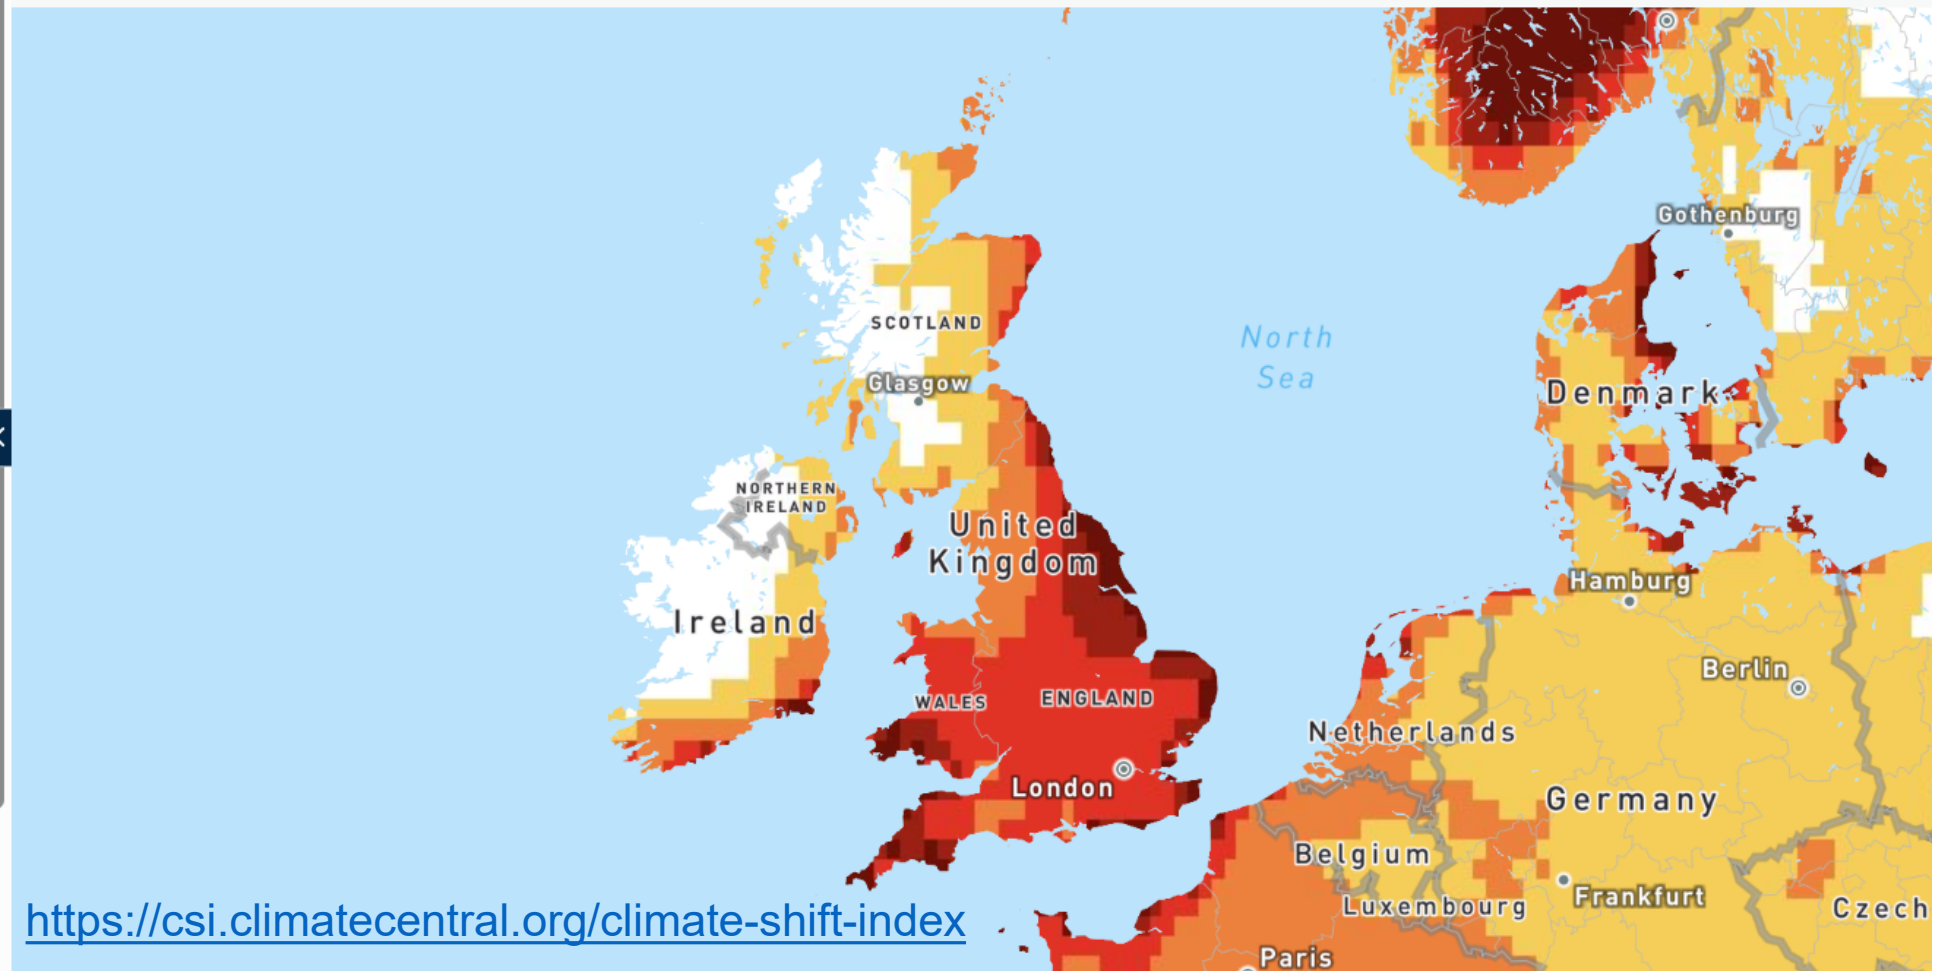 Gothenburg
SCOTLAND
North
Sea
Glasgow
Denmark
NORTHERN
IRELAND
United
Kingdom
Hamburg
Ireland
Berlin
WALES
ENGLAND
Netherlands
London
Germany
Belgium
Frankfurt
Luxembourg
Czech
https://csi.climatecentral.org/climate-shift-index
Paris